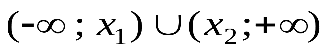 (-∞ ; x₁) ∪ (x₂;+∞)